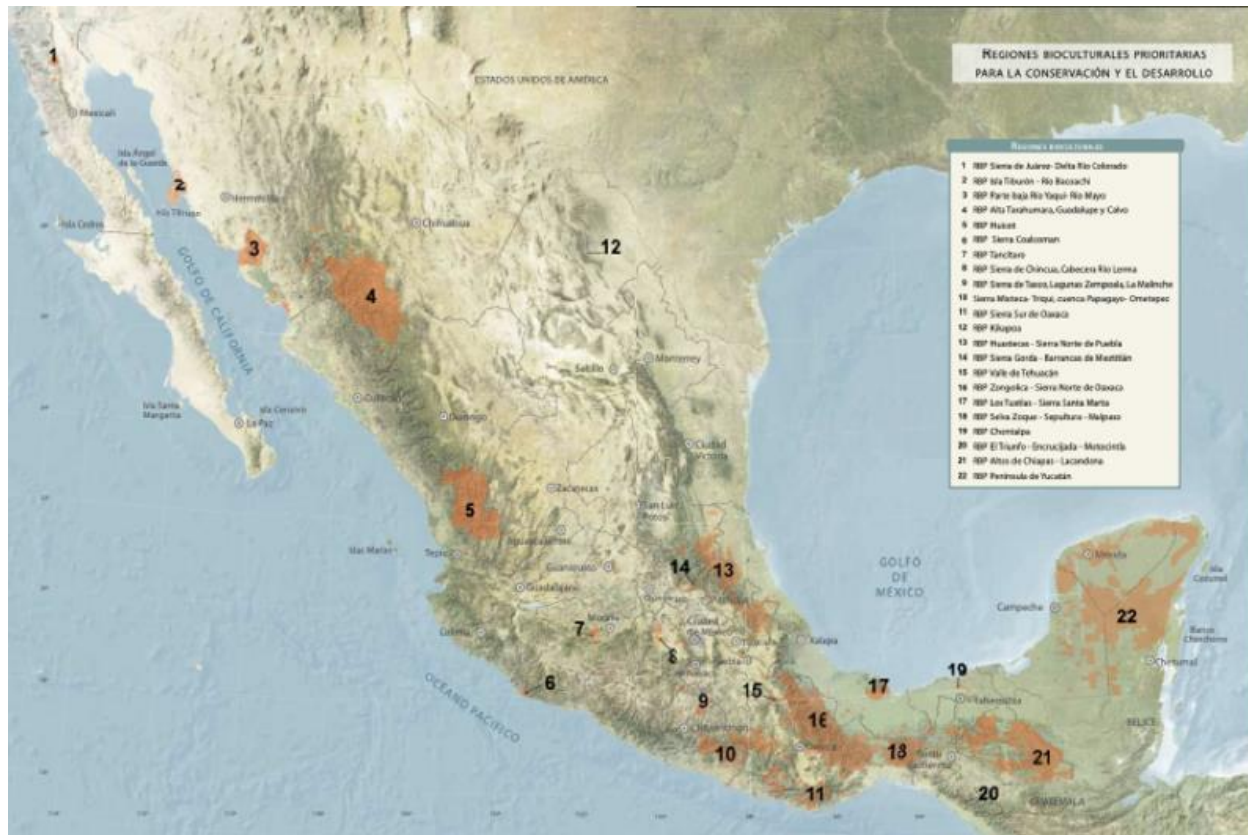 REGIONES BIOCULTURALES PRIORITARIAS
PARA LA CONSERVACIÓN Y EL DESARROLLO
REGIONES BIOCULTURALES
1 RBP Sierra de Juárez- Delta Río Colorado
2 RBP Isla Tiburón - Río Bacoachi
3 RBP Parte baja Río Yaqui- Río Mayo
4 RBP Alta Tarahumara, Guadalupe y Calvo
5 RBP Huicot
6 RBP Sierra Coalcoman
7 RBP Tancítaro
8 RBP Sierra de Chincua, Cabecera Río Lerma
9 RBP Sierra de Taxco, Lagunas Zempoala, La Malinche
10 Sierra Mixteca- Triqui, cuenca Papagayo- Ometepec
11 RBP Sierra Sur de Oaxaca
12 RBP Kikapoa
13 RBP Huastecas - Sierra Norte de Puebla
14 RBP Sierra Gorda - Barrancas de Meztitlán
15 RBP Valle de Tehuacán
16 RBP Zongolica - Sierra Norte de Oaxaca
17 RBP Los Tuxtlas - Sierra Santa Marta
18 RBP Selva Zoque - Sepultura - Malpaso
19 RBP Chontalpa
20 RBP El Triunfo - Encrucijada - Motocintla
21 RBP Altos de Chiapas - Lacandona
22 RBP Península de Yucatán
ESTADOS UNIDOS DE AMÉRICA
1
Mexicali
Isla Ángel
de la Guarda
2
Isla Tiburón
Hermosillo
Isla Cedros
Chihuahua
3
12
4
GOLFO DE CALIFORNIA
Monterrey
Saltillo
Culiacán
Isla Santa
Margarita
Isla Cerralvo
La Paz
Durango
Ciudad
Victoria
Zacatecas
San Luis
Potosí
5
Aguascalientes
Islas Marías
Tepic
14
13
Guanajuato
Guadalajara
GOLFO
DE
MÉXICO
Mérida
Isla
Cozumel
Campeche
22
Banco
Chinchorro
Chetumal
7
Morelia
Colima
Ciudad
de México
8
Xalapa
OCÉANO PACÍFICO
6
9
15
17
19
Villahermosa
16
Chilpancingo
BELICE
10
Oaxaca
18
21
11
20
GUATEMALA